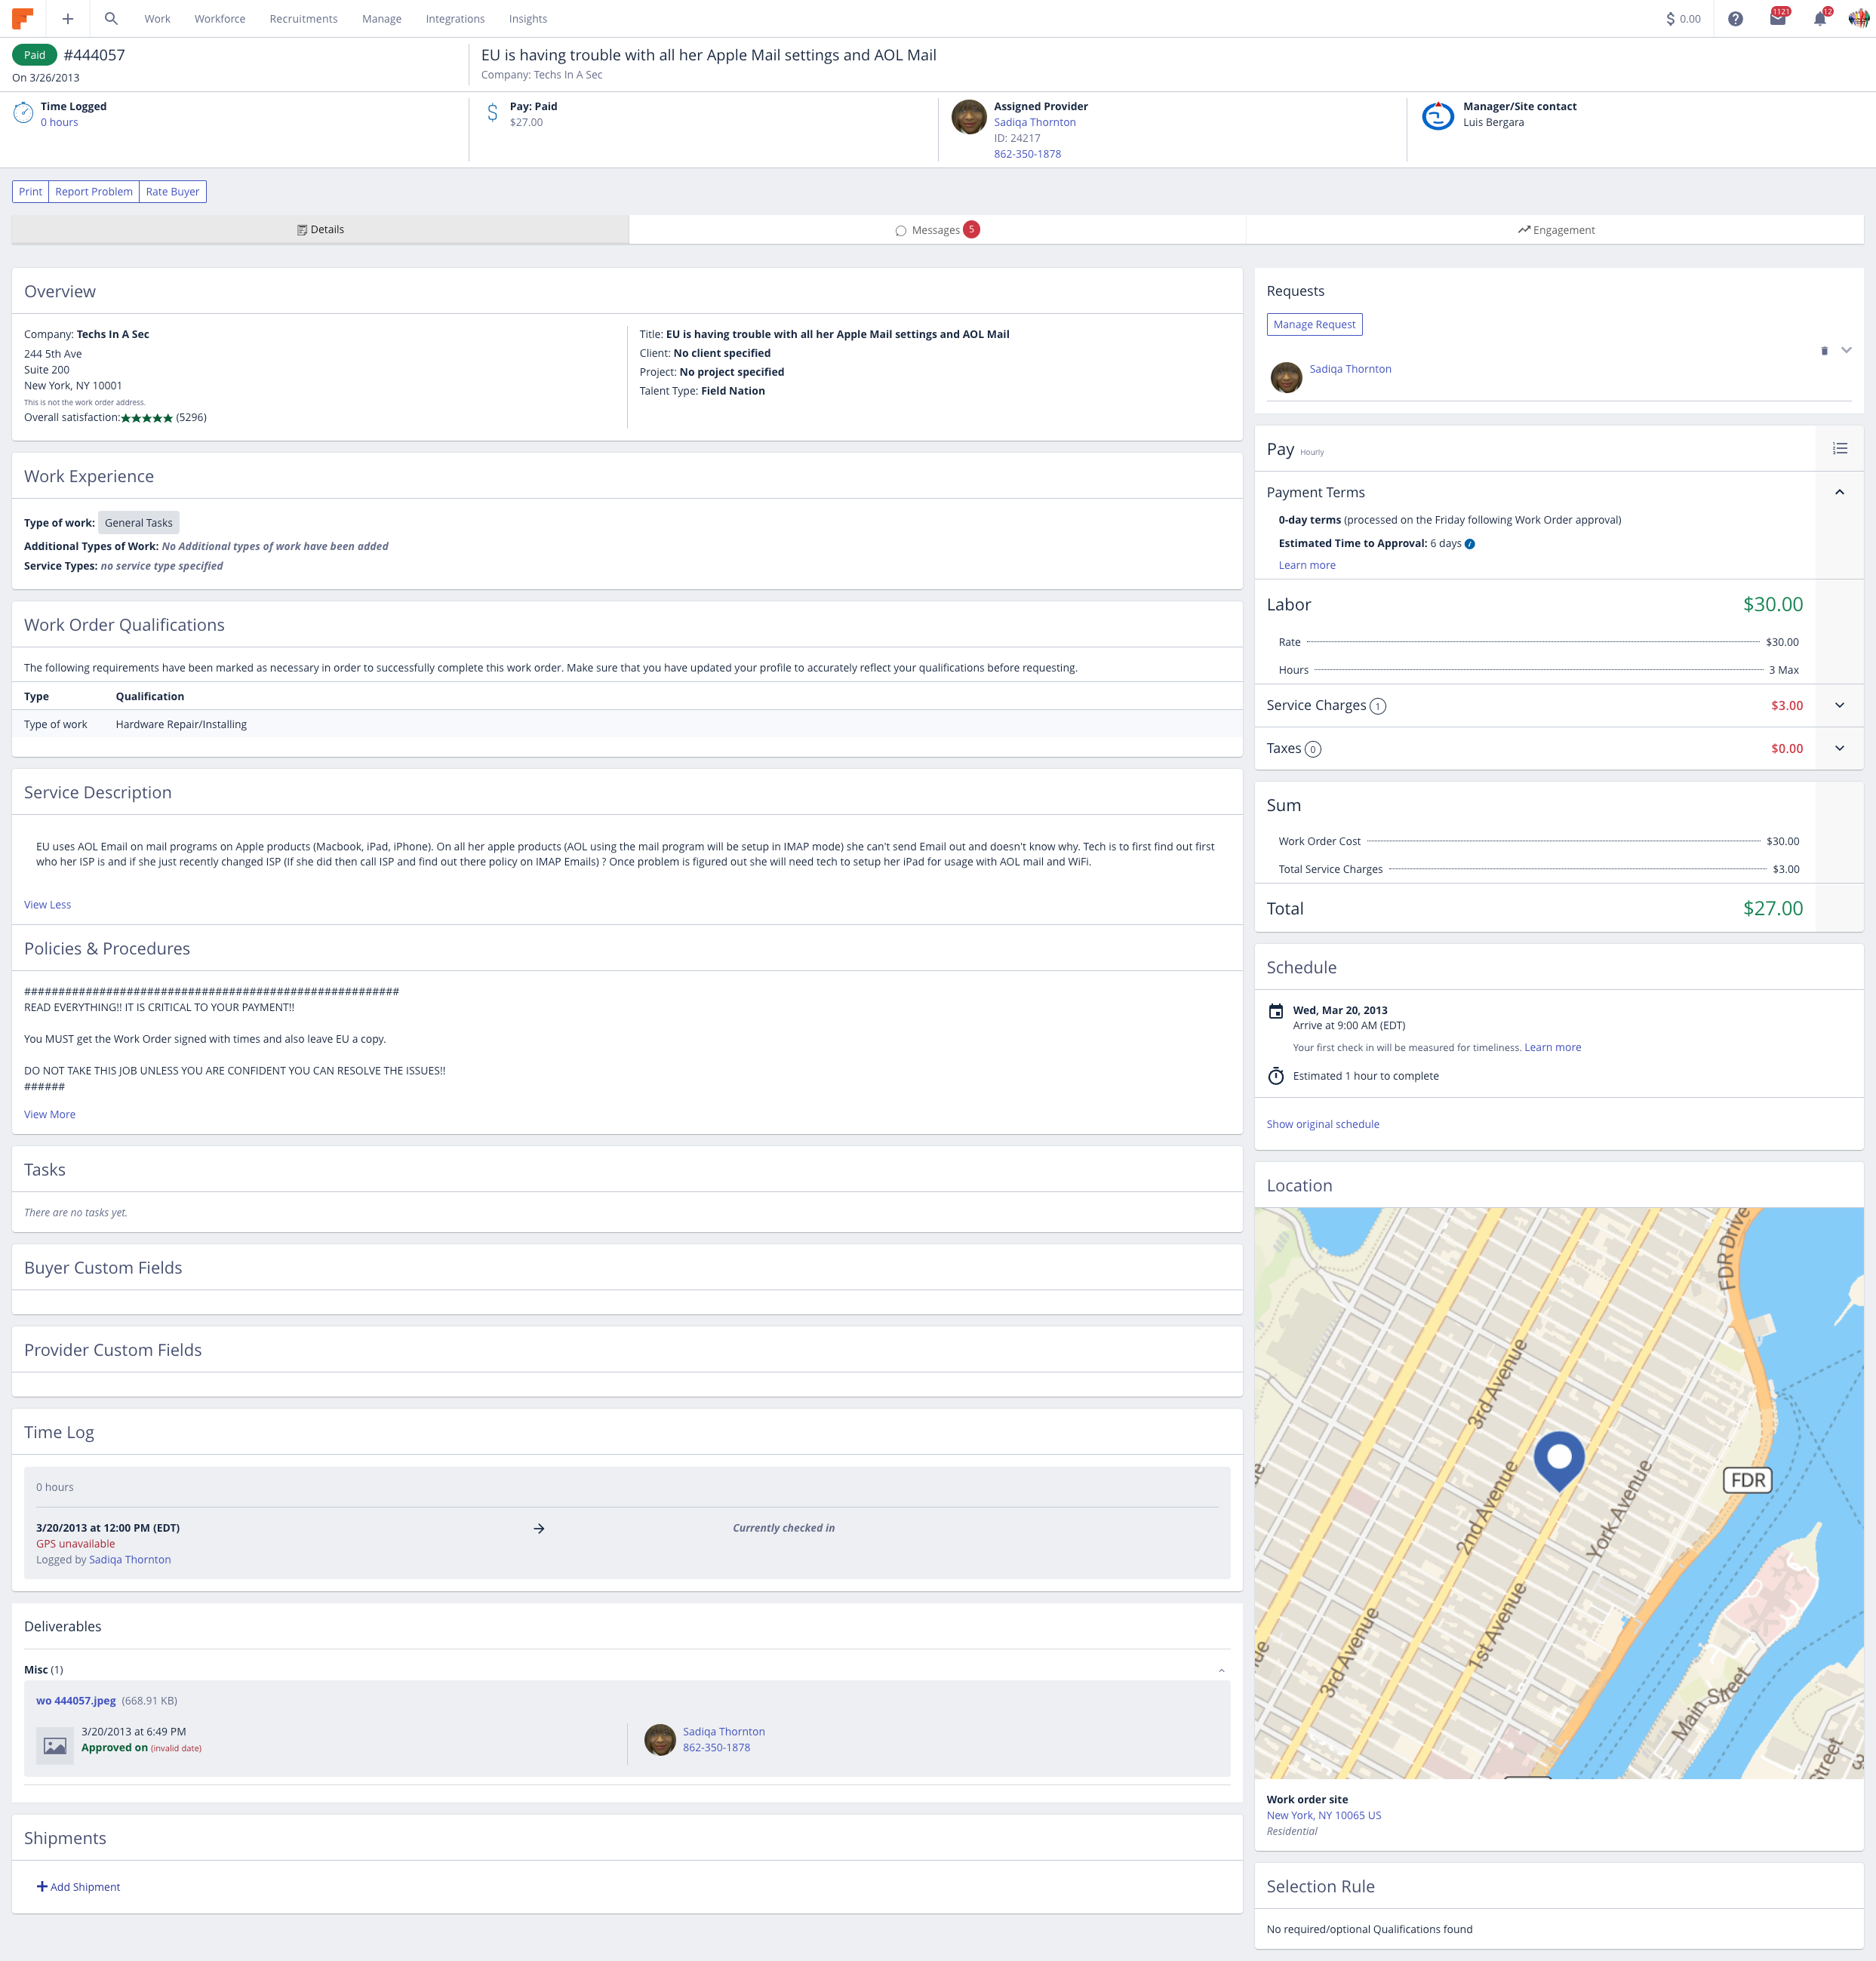 Work Workforce Recruitments Manage Integrations Insights $ 0.00 1121 12
Paid #444057
On 3/26/2013
EU is having trouble with all her Apple Mail settings and AOL Mail
Company: Techs In A Sec
Time Logged
0 hours
Pay: Paid
$27.00
Assigned Provider
Sadiqa Thornton
ID: 24217
862-350-1878
Manager/Site contact
Luis Bergara
Print Report Problem Rate Buyer
Details Messages 5 Engagement
Overview
Company: Techs In A Sec
244 5th Ave
Suite 200
New York, NY 10001
This is not the work order address.
Overall satisfaction:★★★★★ (5296)
Title: EU is having trouble with all her Apple Mail settings and AOL Mail
Client: No client specified
Project: No project specified
Talent Type: Field Nation
Work Experience
Type of work: General Tasks
Additional Types of Work: No Additional types of work have been added
Service Types: no service type specified
Work Order Qualifications
The following requirements have been marked as necessary in order to successfully complete this work order. Make sure that you have updated your profile to accurately reflect your qualifications before requesting.
Type Qualification
Type of work Hardware Repair/Installing
Service Description
EU uses AOL Email on mail programs on Apple products (Macbook, iPad, iPhone). On all her apple products (AOL using the mail program will be setup in IMAP mode) she can't send Email out and doesn't know why. Tech is to first find out first
who her ISP is and if she just recently changed ISP (If she did then call ISP and find out there policy on IMAP Emails) ? Once problem is figured out she will need tech to setup her iPad for usage with AOL mail and WiFi.
View Less
Policies & Procedures
#######################################################
READ EVERYTHING!! IT IS CRITICAL TO YOUR PAYMENT!!
You MUST get the Work Order signed with times and also leave EU a copy.
DO NOT TAKE THIS JOB UNLESS YOU ARE CONFIDENT YOU CAN RESOLVE THE ISSUES!!
######
View More
Tasks
There are no tasks yet.
Buyer Custom Fields
Provider Custom Fields
Time Log
0 hours
3/20/2013 at 12:00 PM (EDT)
GPS unavailable
Logged by Sadiqa Thornton
Currently checked in
Deliverables
Misc (1)
wo 444057.jpeg (668.91 KB)
3/20/2013 at 6:49 PM
Approved on (invalid date)
Sadiqa Thornton
862-350-1878
Shipments
+ Add Shipment
Requests
Manage Request
Sadiqa Thornton
Pay Hourly
Payment Terms
0-day terms (processed on the Friday following Work Order approval)
Estimated Time to Approval: 6 days
Learn more
Labor $30.00
Rate $30.00
Hours 3 Max
Service Charges 1 $3.00
Taxes 0 $0.00
Sum
Work Order Cost $30.00
Total Service Charges $3.00
Total $27.00
Schedule
Wed, Mar 20, 2013
Arrive at 9:00 AM (EDT)
Your first check in will be measured for timeliness. Learn more
Estimated 1 hour to complete
Show original schedule
Location
FDR Drive
3rd Avenue
FDR
2nd Avenue
York Avenue
1st Avenue
3rd Avenue
Main Street
Street
Work order site
New York, NY 10065 US
Residential
Selection Rule
No required/optional Qualifications found